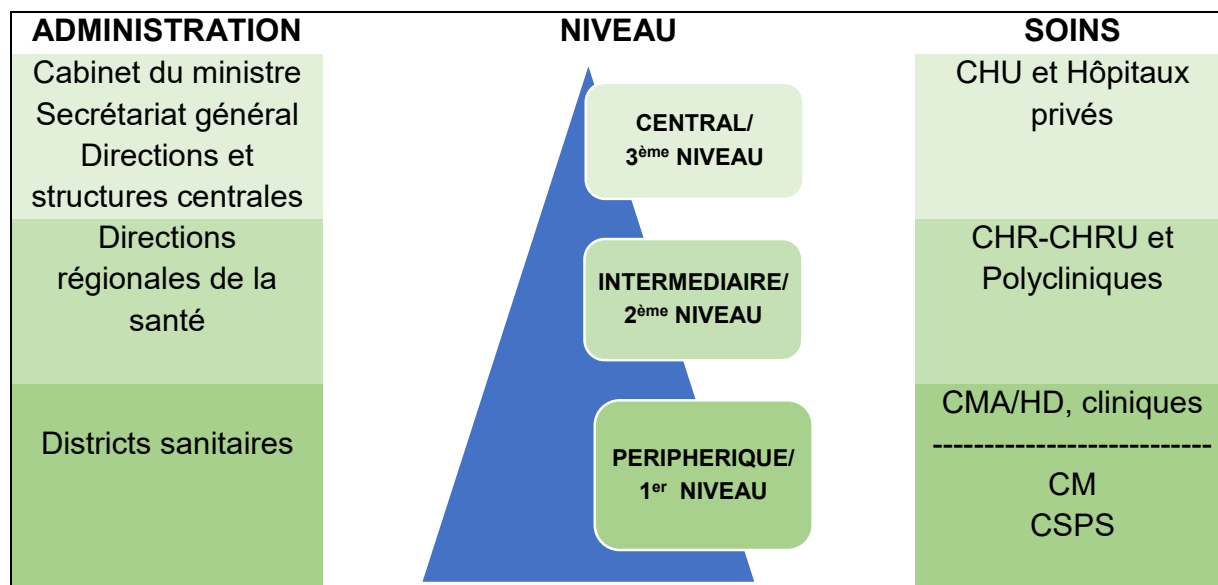 ADMINISTRATION
NIVEAU
SOINS
Cabinet du ministre
Secrétariat général
Directions et
structures centrales
CENTRAL/
3ème NIVEAU
CHU et Hôpitaux
privés
Directions
régionales de la
santé
INTERMEDIAIRE/
2ème NIVEAU
CHR-CHRU et
Polycliniques
Districts sanitaires
PERIPHERIQUE/
1er NIVEAU
CMA/HD, cliniques
---------------------------
CM
CSPS